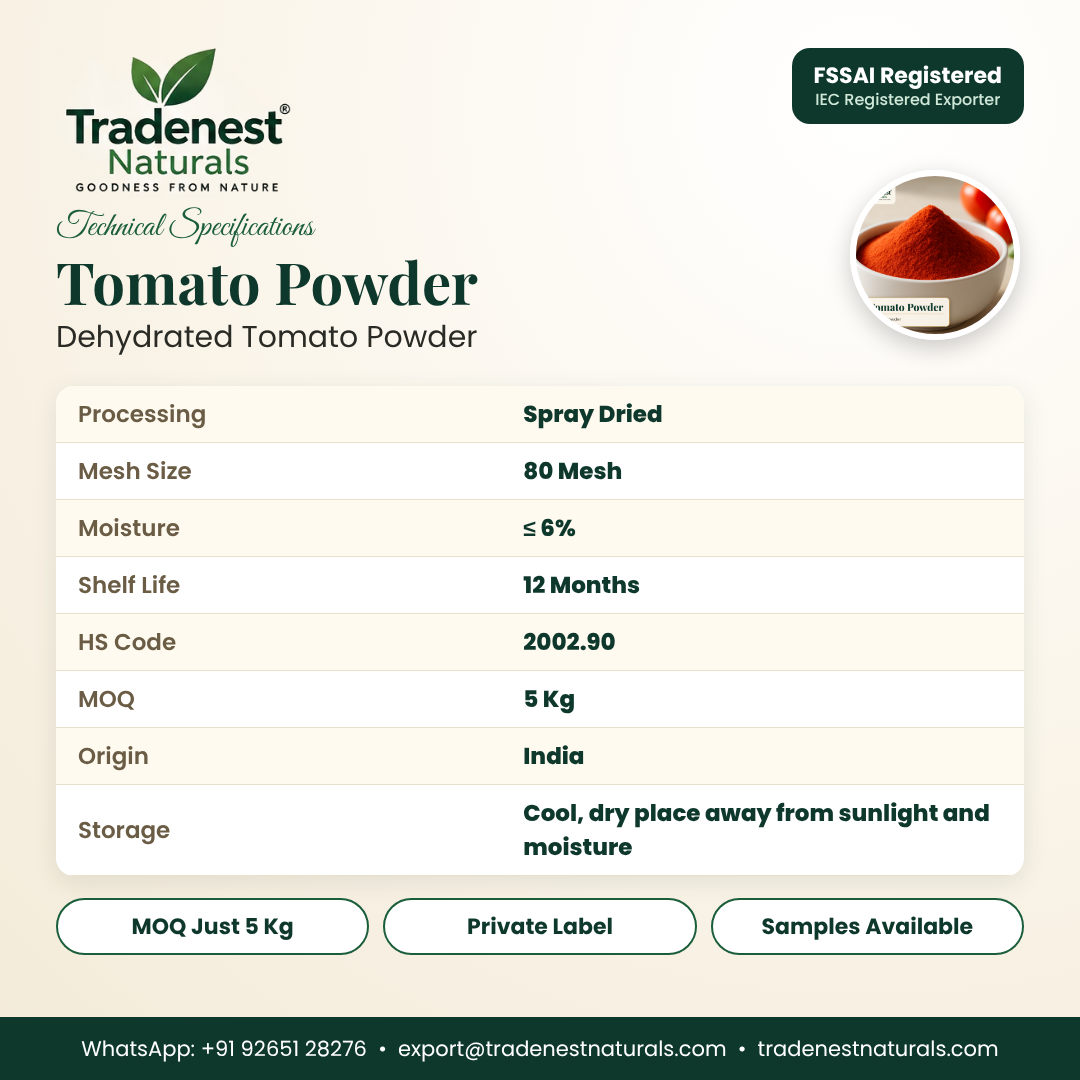 Tradenest®
Naturals
GOODNESS FROM NATURE
FSSAI Registered
IEC Registered Exporter
Technical Specifications
Tomato Powder
Dehydrated Tomato Powder
Tomato Powder
Processing Spray Dried
Mesh Size 80 Mesh
Moisture ≤ 6%
Shelf Life 12 Months
HS Code 2002.90
MOQ 5 Kg
Origin India
Storage Cool, dry place away from sunlight and
moisture
MOQ Just 5 Kg
Private Label
Samples Available
WhatsApp: +91 92651 28276 • export@tradenestnaturals.com • tradenestnaturals.com